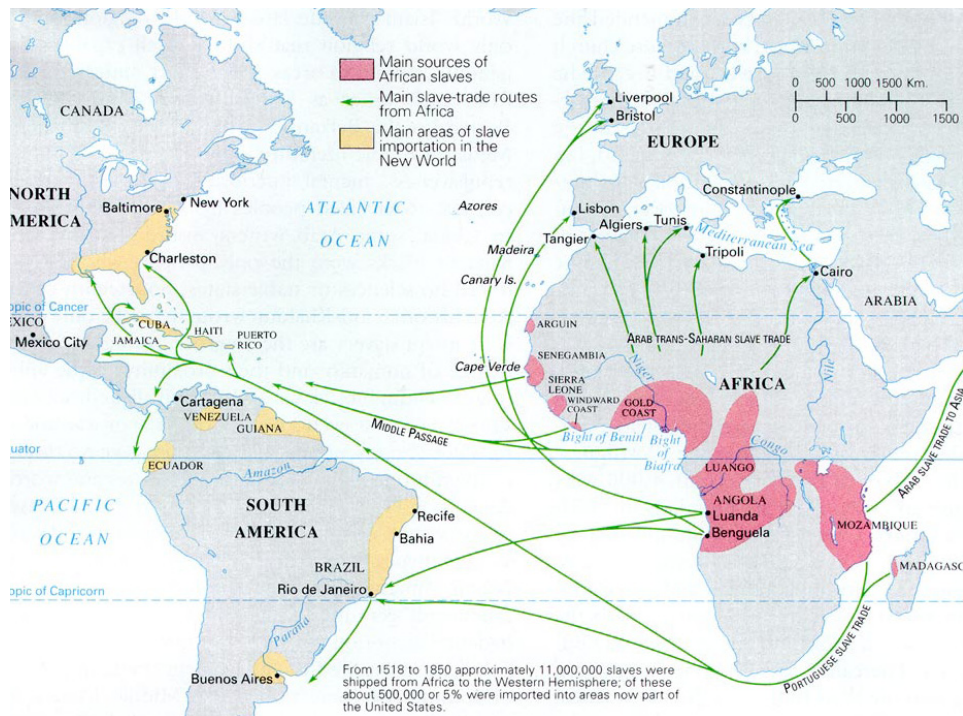 Main sources of
African slaves
Main slave-trade routes
from Africa
Main areas of slave
importation in the
New World
0 500 1000 1500 Km.
0 500 1000 1500
CANADA
NORTH
MERICA
Baltimore
New York
Charleston
ATLANTIC
OCEAN
Azores
Madeira
Canary Is.
Cape Verde
Liverpool
Bristol
EUROPE
Constantinople
Lisbon
Algiers
Tunis
Tangier
Tripoli
Mediterranean Sea
Cairo
ARABIA
opic of Cancer
EXICO
Mexico City
CUBA
JAMAICA
HAITI
PUERTO
RICO
ARGUIN
ARAB TRANS-SAHARAN SLAVE TRADE
SENEGAMBIA
Niger
Nile
AFRICA
SIERRA
LEONE
WINDWARD
COAST
GOLD
COAST
Cartagena
VENEZUELA
GUIANA
MIDDLE PASSAGE
Bight of Benin
Bight
of
Biafra
Congo
ARAB SLAVE TRADE TO ASIA
quator
ECUADOR
Amazon
LUANGO
PACIFIC
OCEAN
SOUTH
AMERICA
Recife
Bahia
ANGOLA
Luanda
Benguela
MOZAMBIQUE
MADAGASC
BRAZIL
opic of Capricorn
Rio de Janeiro
Paraná
Buenos Aires
PORTUGUESE SLAVE TRADE
From 1518 to 1850 approximately 11,000,000 slaves were
shipped from Africa to the Western Hemisphere; of these
about 500,000 or 5% were imported into areas now part of
the United States.